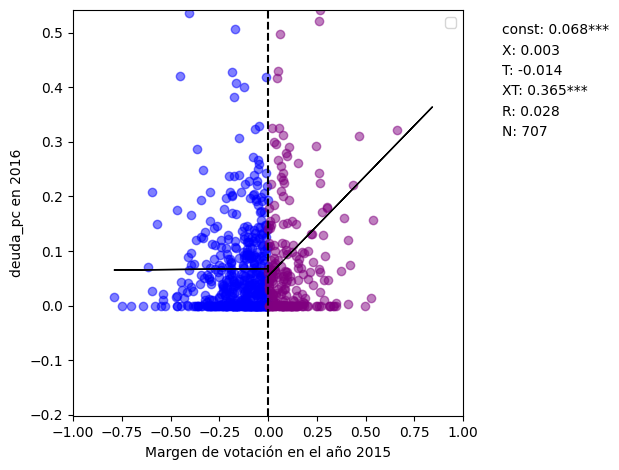 const: 0.068***
X: 0.003
T: -0.014
XT: 0.365***
R: 0.028
N: 707
deuda_pc en 2016
0.5
0.4
0.3
0.2
0.1
0.0
−0.1
−0.2
−1.00 −0.75 −0.50 −0.25 0.00 0.25 0.50 0.75 1.00
Margen de votación en el año 2015